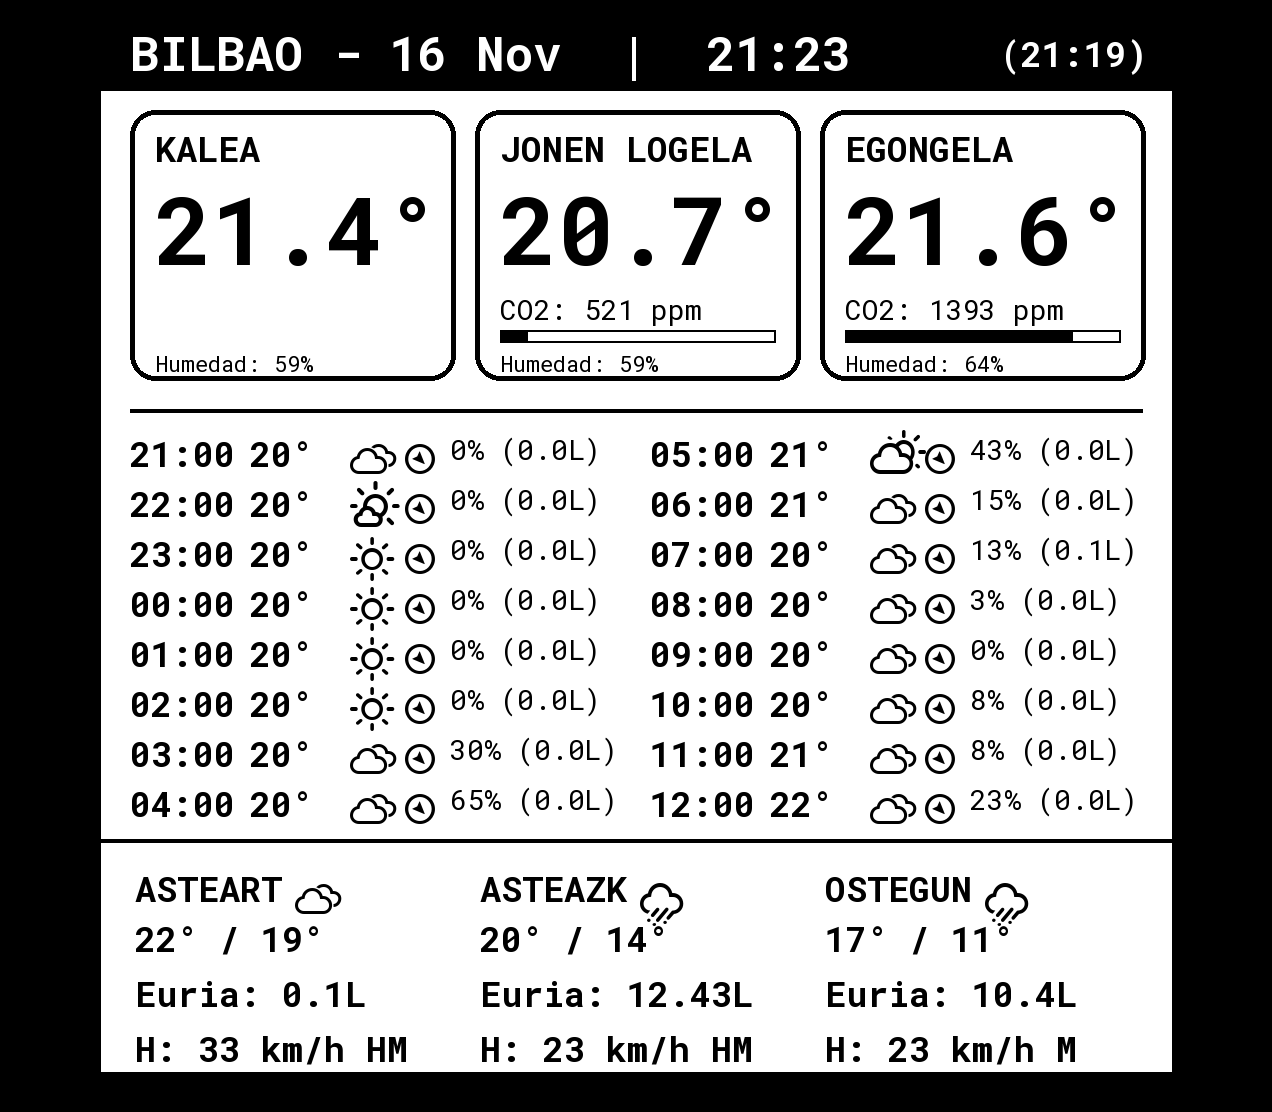 BILBAO - 16 Nov | 21:23 (21:19)
KALEA
21.4°
Humedad: 59%
JONEN LOGELA
20.7°
CO2: 521 ppm
Humedad: 59%
EGONGELA
21.6°
CO2: 1393 ppm
Humedad: 64%
21:00 20° 0% (0.0L)
22:00 20° 0% (0.0L)
23:00 20° 0% (0.0L)
00:00 20° 0% (0.0L)
01:00 20° 0% (0.0L)
02:00 20° 0% (0.0L)
03:00 20° 30% (0.0L)
04:00 20° 65% (0.0L)
05:00 21° 43% (0.0L)
06:00 21° 15% (0.0L)
07:00 20° 13% (0.1L)
08:00 20° 3% (0.0L)
09:00 20° 0% (0.0L)
10:00 20° 8% (0.0L)
11:00 21° 8% (0.0L)
12:00 22° 23% (0.0L)
ASTEART
22° / 19°
Euria: 0.1L
H: 33 km/h HM
ASTEAZK
20° / 14°
Euria: 12.43L
H: 23 km/h HM
OSTEGUN
17° / 11°
Euria: 10.4L
H: 23 km/h M